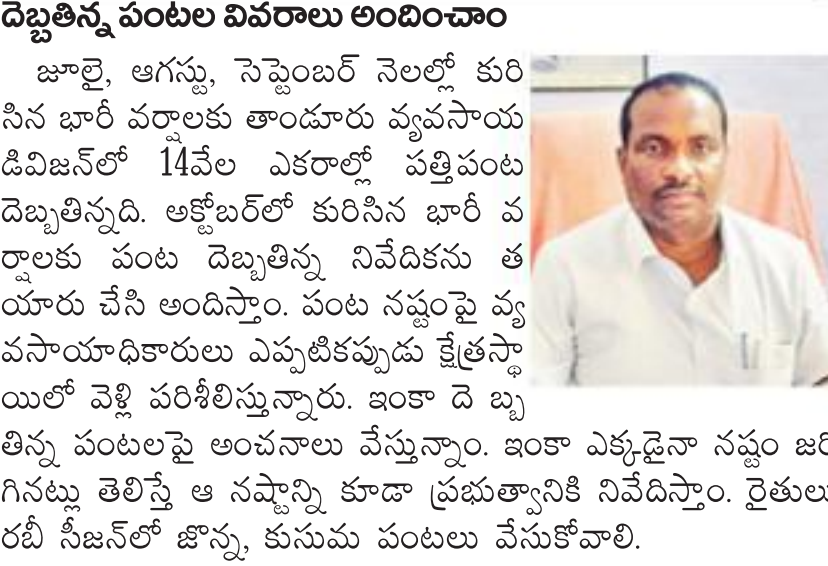 దెబ్బతిన్న పంటల వివరాలు అందించాం
జూలై, ఆగస్టు, సెప్టెంబర్ నెలల్లో కురి
సిన భారీ వర్షాలకు తాండూరు వ్యవసాయ
డివిజన్‌లో 14వేల ఎకరాల్లో పత్తిపంట
దెబ్బతిన్నది. అక్టోబర్‌లో కురిసిన భారీ వ
ర్షాలకు పంట దెబ్బతిన్న నివేదికను త
యారు చేసి అందిస్తాం. పంట నష్టంపై వ్య
వసాయాధికారులు ఎప్పటికప్పుడు క్షేత్రస్థా
యిలో వెళ్లి పరిశీలిస్తున్నారు. ఇంకా దె బ్బ
తిన్న పంటలపై అంచనాలు వేస్తున్నాం. ఇంకా ఎక్కడైనా నష్టం జరి
గినట్లు తెలిస్తే ఆ నష్టాన్ని కూడా ప్రభుత్వానికి నివేదిస్తాం. రైతులు
రబీ సీజన్‌లో జొన్న, కుసుమ పంటలు వేసుకోవాలి.